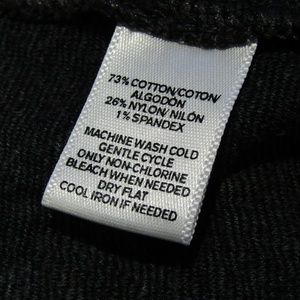 73% COTTON/COTON/
ALGODÓN
26% NYLON/NILÓN
1% SPANDEX
MACHINE WASH COLD
GENTLE CYCLE
ONLY NON-CHLORINE
BLEACH WHEN NEEDED
DRY FLAT
COOL IRON IF NEEDED